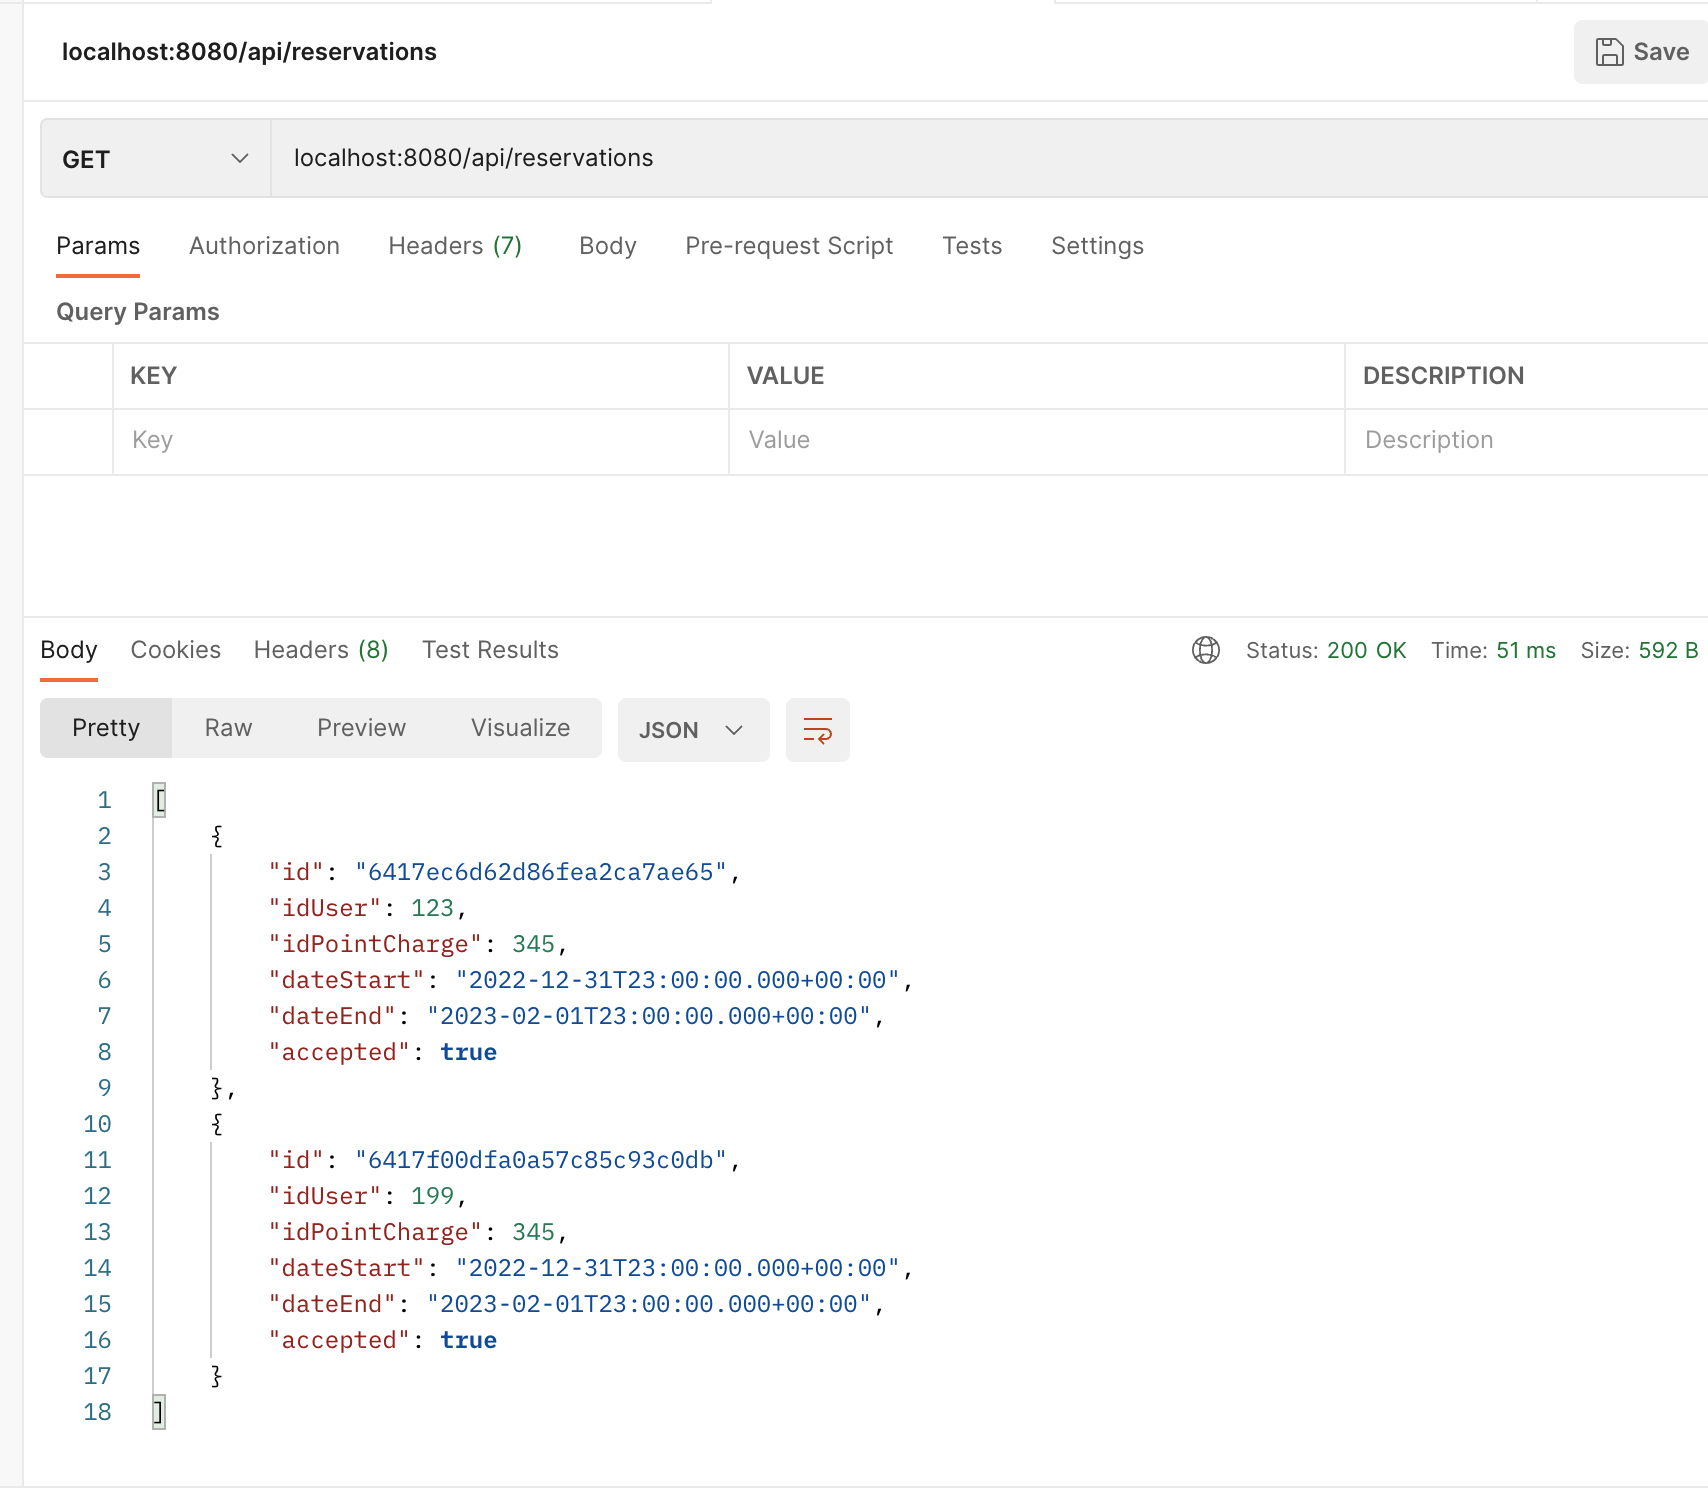 localhost:8080/api/reservations
Save
GET
localhost:8080/api/reservations
Params Authorization Headers (7) Body Pre-request Script Tests Settings
Query Params
KEY VALUE DESCRIPTION
Key Value Description
Body Cookies Headers (8) Test Results Status: 200 OK Time: 51 ms Size: 592 B
Pretty Raw Preview Visualize JSON
1 [
2 {
3 "id": "6417ec6d62d86fea2ca7ae65",
4 "idUser": 123,
5 "idPointCharge": 345,
6 "dateStart": "2022-12-31T23:00:00.000+00:00",
7 "dateEnd": "2023-02-01T23:00:00.000+00:00",
8 "accepted": true
9 },
10 {
11 "id": "6417f00dfa0a57c85c93c0db",
12 "idUser": 199,
13 "idPointCharge": 345,
14 "dateStart": "2022-12-31T23:00:00.000+00:00",
15 "dateEnd": "2023-02-01T23:00:00.000+00:00",
16 "accepted": true
17 }
18 ]